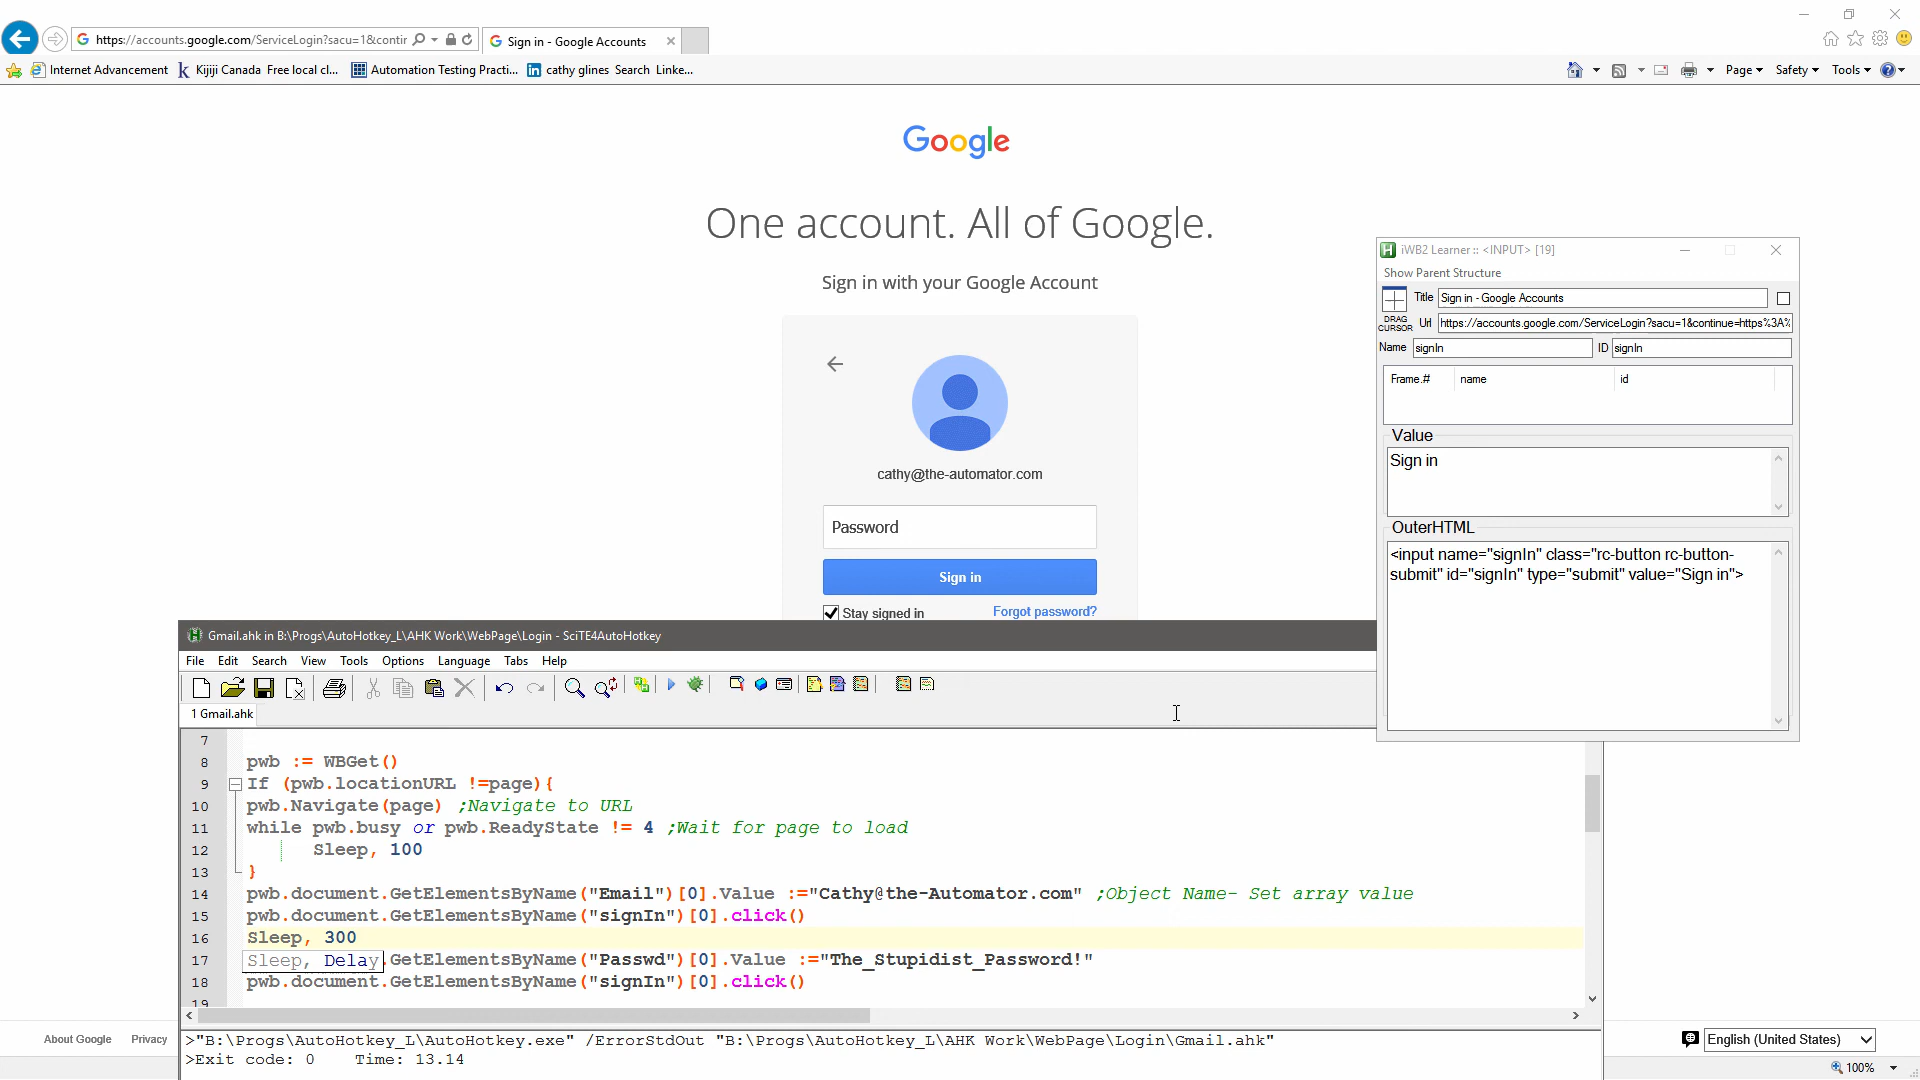 https://accounts.google.com/ServiceLogin?sacu=1&contir
Sign in - Google Accounts
Internet Advancement
Kijiji Canada Free local cl...
Automation Testing Practi...
cathy glines Search Linke...
Page
Safety
Tools
Google
One account. All of Google.
Sign in with your Google Account
cathy@the-automator.com
Password
Sign in
Stay signed in
Forgot password?
iWB2 Learner :: <INPUT> [19]
Show Parent Structure
DRAG
CURSOR
Title
Sign in - Google Accounts
Url
https://accounts.google.com/ServiceLogin?sacu=1&continue=https%3A%
Name
signIn
ID
signIn
Frame.#
name
id
Value
Sign in
OuterHTML
<input name="signIn" class="rc-button rc-button-
submit" id="signIn" type="submit" value="Sign in">
Gmail.ahk in B:\Progs\AutoHotkey_L\AHK Work\WebPage\Login - SciTE4AutoHotkey
File Edit Search View Tools Options Language Tabs Help
1 Gmail.ahk
7
8 pwb := WBGet()
9 If (pwb.locationURL !=page){
10 pwb.Navigate(page) ;Navigate to URL
11 while pwb.busy or pwb.ReadyState != 4 ;Wait for page to load
12 Sleep, 100
13 }
14 pwb.document.GetElementsByName("Email")[0].Value :="Cathy@the-Automator.com" ;Object Name- Set array value
15 pwb.document.GetElementsByName("signIn")[0].click()
16 Sleep, 300
17 Sleep, Delay.GetElementsByName("Passwd")[0].Value :="The_Stupidist_Password!"
18 pwb.document.GetElementsByName("signIn")[0].click()
19
>"B:\Progs\AutoHotkey_L\AutoHotkey.exe" /ErrorStdOut "B:\Progs\AutoHotkey_L\AHK Work\WebPage\Login\Gmail.ahk"
>Exit code: 0 Time: 13.14
About Google
Privacy
English (United States)
100%